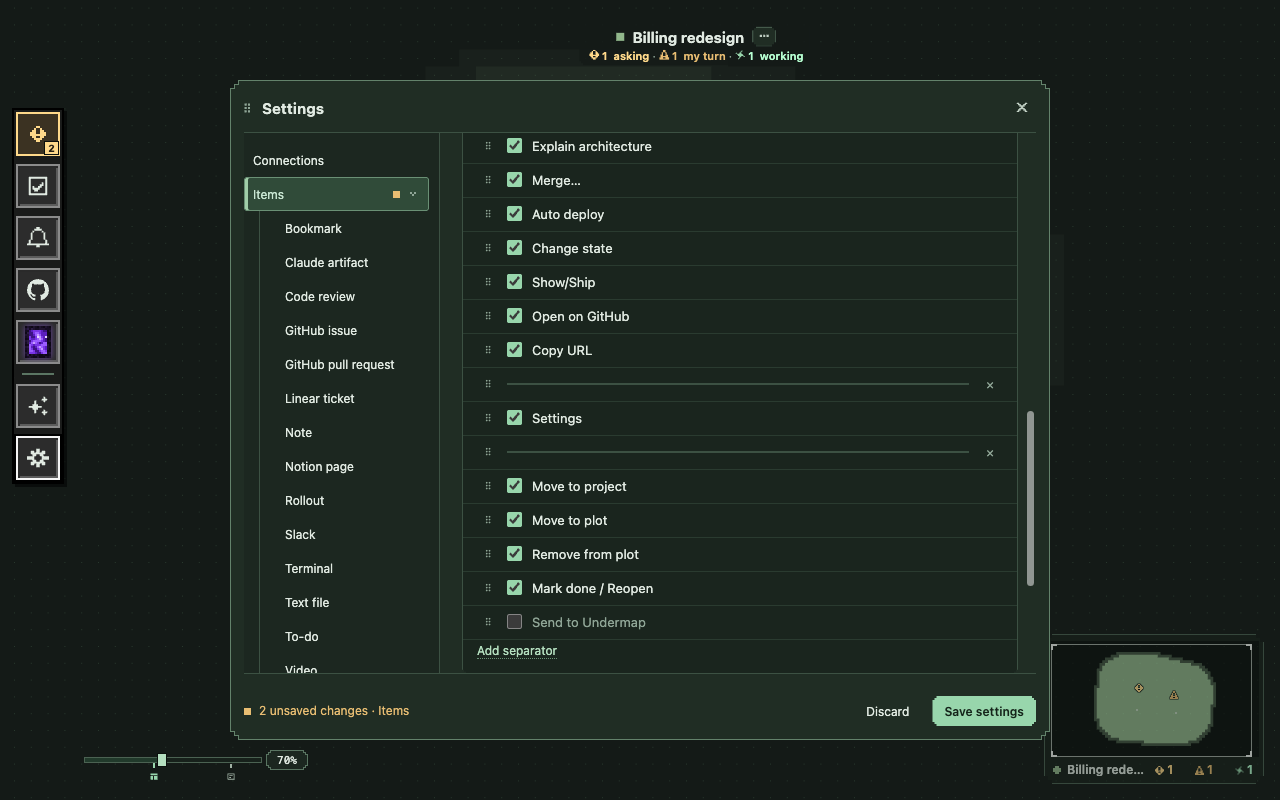 Billing redesign
1 asking · 1 my turn · 1 working
Settings
2
Connections
Items
Bookmark
Claude artifact
Code review
GitHub issue
GitHub pull request
Linear ticket
Note
Notion page
Rollout
Slack
Terminal
Text file
To-do
Video
Explain architecture
Merge...
Auto deploy
Change state
Show/Ship
Open on GitHub
Copy URL
Settings
Move to project
Move to plot
Remove from plot
Mark done / Reopen
Send to Undermap
Add separator
2 unsaved changes · Items
Discard
Save settings
70%
Billing rede... 1 1 1